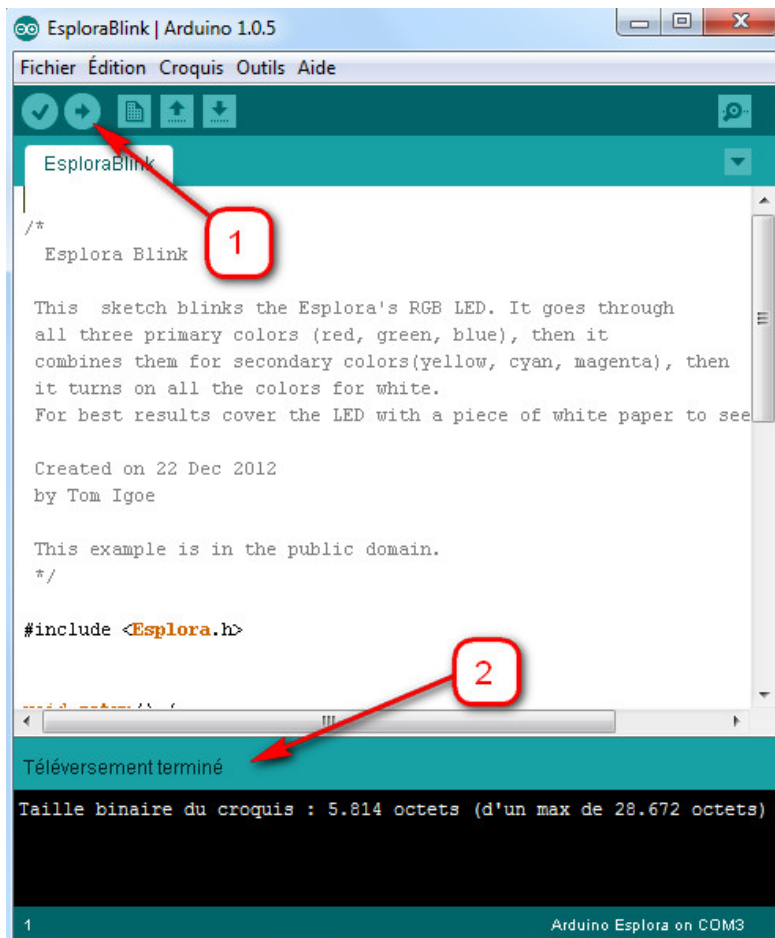 EsploraBlink | Arduino 1.0.5
Fichier Édition Croquis Outils Aide
EsploraBlink
1
/*
Esplora Blink
This sketch blinks the Esplora's RGB LED. It goes through
all three primary colors (red, green, blue), then it
combines them for secondary colors(yellow, cyan, magenta), then
it turns on all the colors for white.
For best results cover the LED with a piece of white paper to see
Created on 22 Dec 2012
by Tom Igoe
This example is in the public domain.
*/
#include <Esplora.h>
2
void setup() {
Téléversement terminé
Taille binaire du croquis : 5.814 octets (d'un max de 28.672 octets)
1
Arduino Esplora on COM3